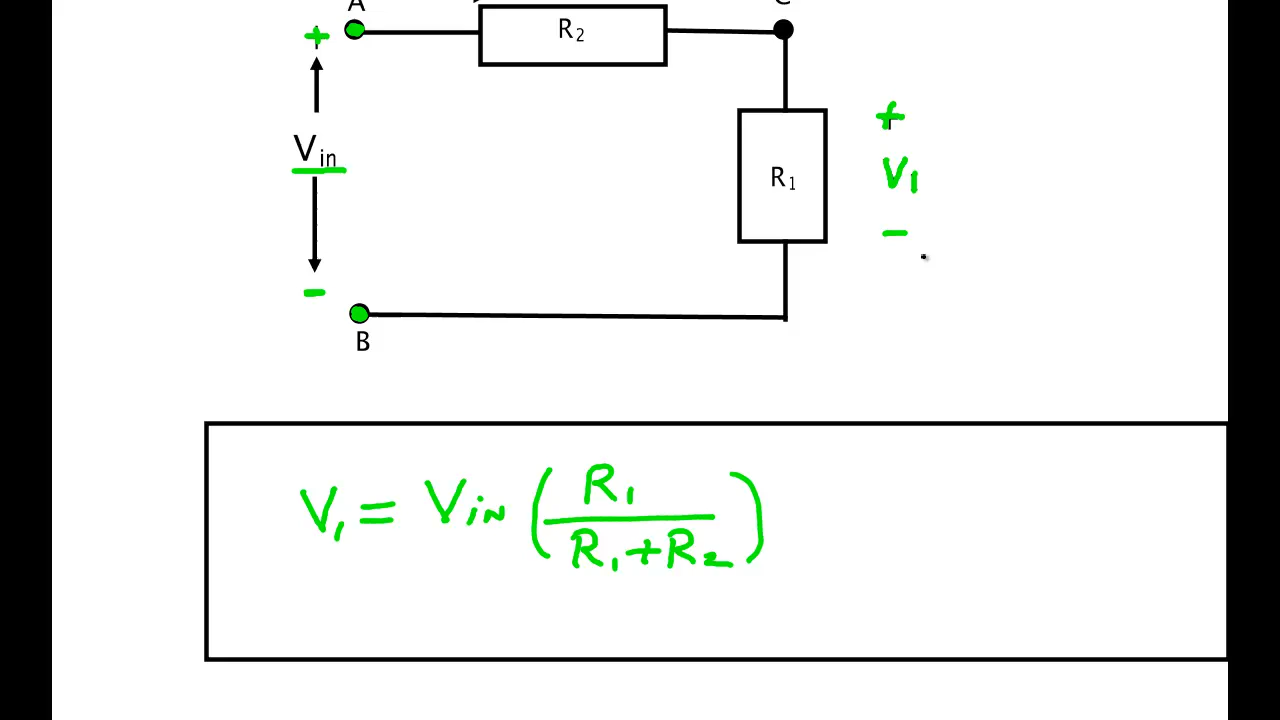 A
C
+
R2
Vin
+
V1
R1
-
-
B
V1 = Vin (R1 / R1+R2)